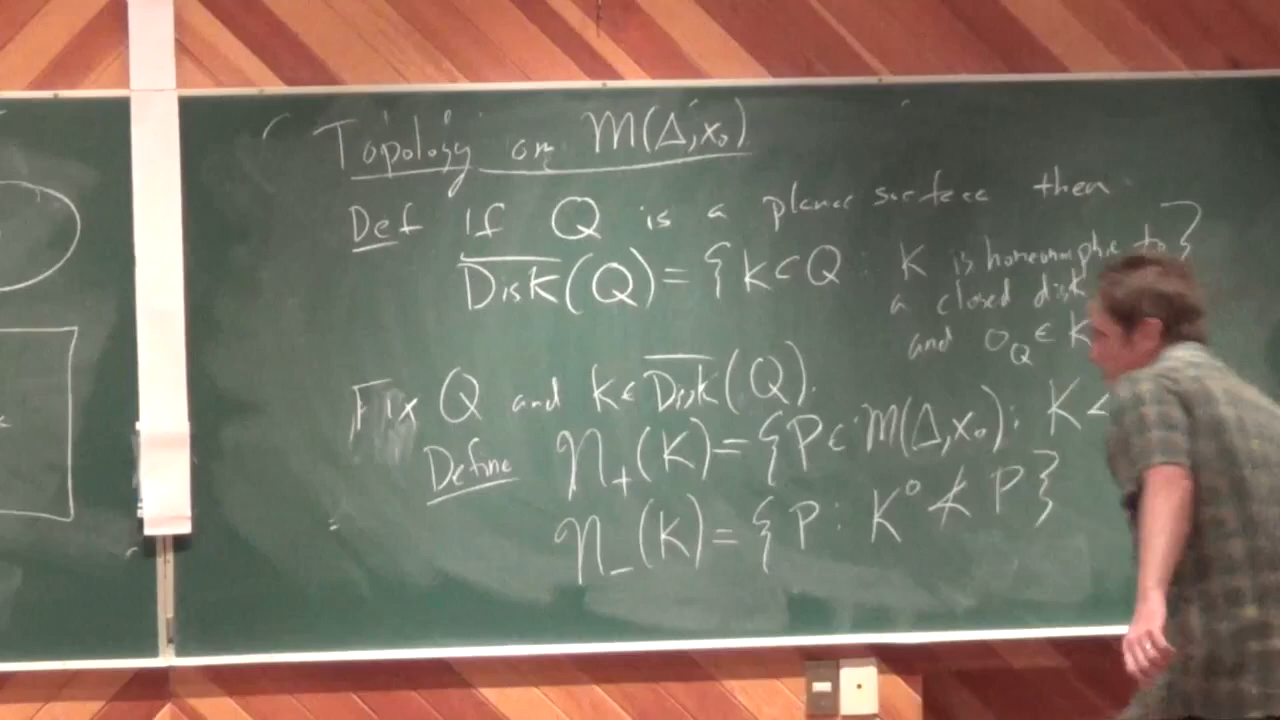 Topology on M(Δ, x₀)
Def If Q is a planar surface then
Disk(Q) = { K ⊂ Q : K is homeomorphic to }
a closed disk
and o_Q ∈ K
Fix Q and K ∈ Disk(Q).
Define η₊(K) = { P ∈ M(Δ, x₀) : K <
η₋(K) = { P : K° ≮ P }